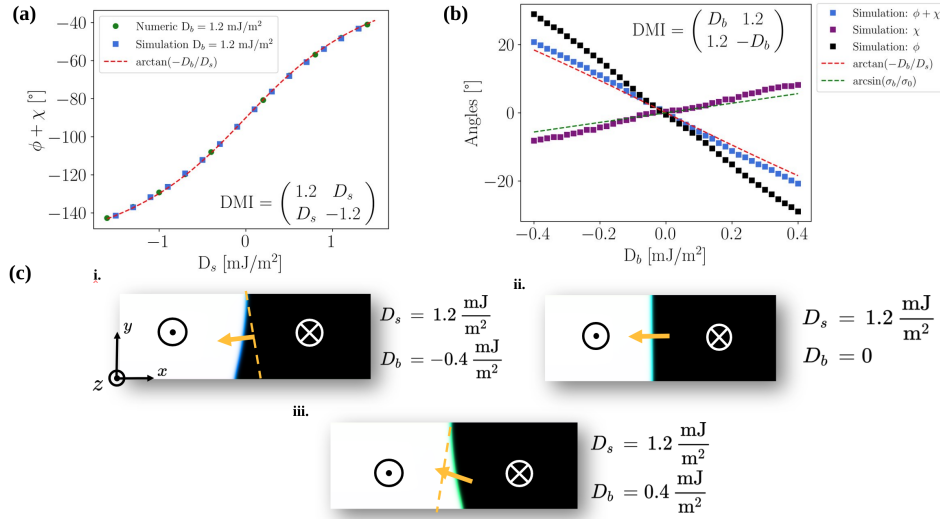 (a)
Numeric D_b = 1.2 mJ/m²
Simulation D_b = 1.2 mJ/m²
arctan(−D_b/D_s)
−40
−60
−80
−100
−120
−140
ϕ + χ [°]
DMI = ( 1.2 D_s
D_s −1.2 )
−1
0
1
D_s [mJ/m²]
(b)
DMI = ( D_b 1.2
1.2 −D_b )
20
0
−20
Angles [°]
−0.4
−0.2
0.0
0.2
0.4
D_b [mJ/m²]
Simulation: ϕ + χ
Simulation: χ
Simulation: ϕ
arctan(−D_b/D_s)
arcsin(σ_b/σ_0)
(c)
i.
y
z
x
D_s = 1.2 mJ/m²
D_b = −0.4 mJ/m²
ii.
D_s = 1.2 mJ/m²
D_b = 0
iii.
D_s = 1.2 mJ/m²
D_b = 0.4 mJ/m²